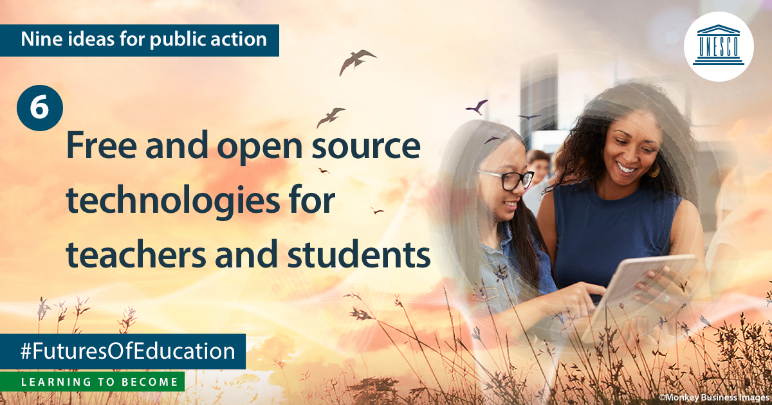 Nine ideas for public action
UNESCO
6
Free and open source
technologies for
teachers and students
#FuturesOfEducation
LEARNING TO BECOME
©Monkey Business Images